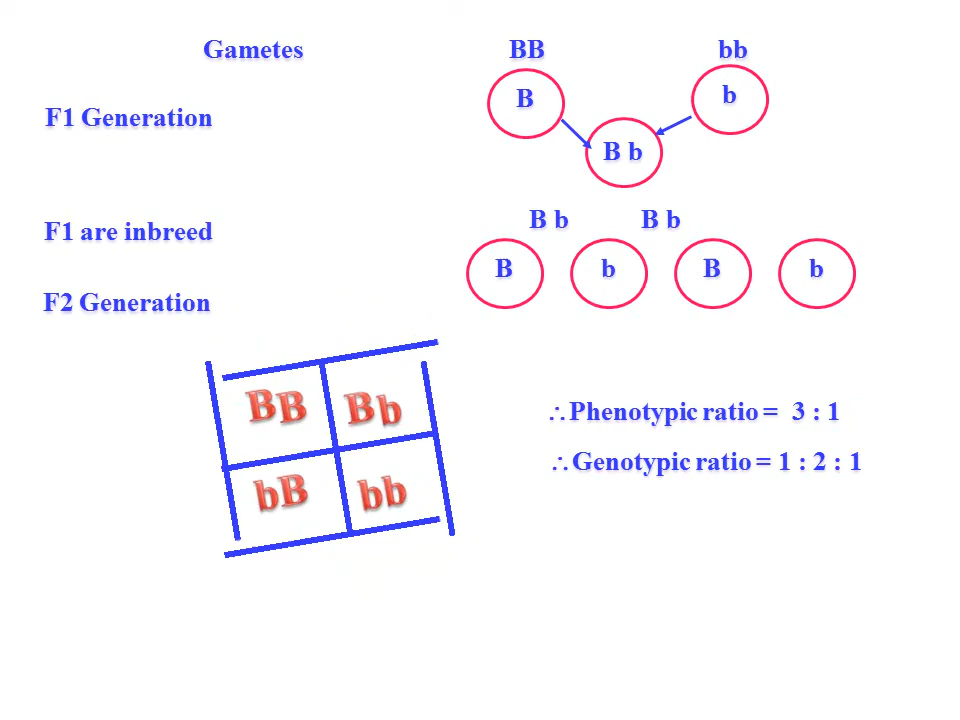 Gametes BB bb
B b
F1 Generation
B b
F1 are inbreed B b B b
B b B b
F2 Generation
BB Bb
bB bb
∴Phenotypic ratio = 3 : 1
∴Genotypic ratio = 1 : 2 : 1